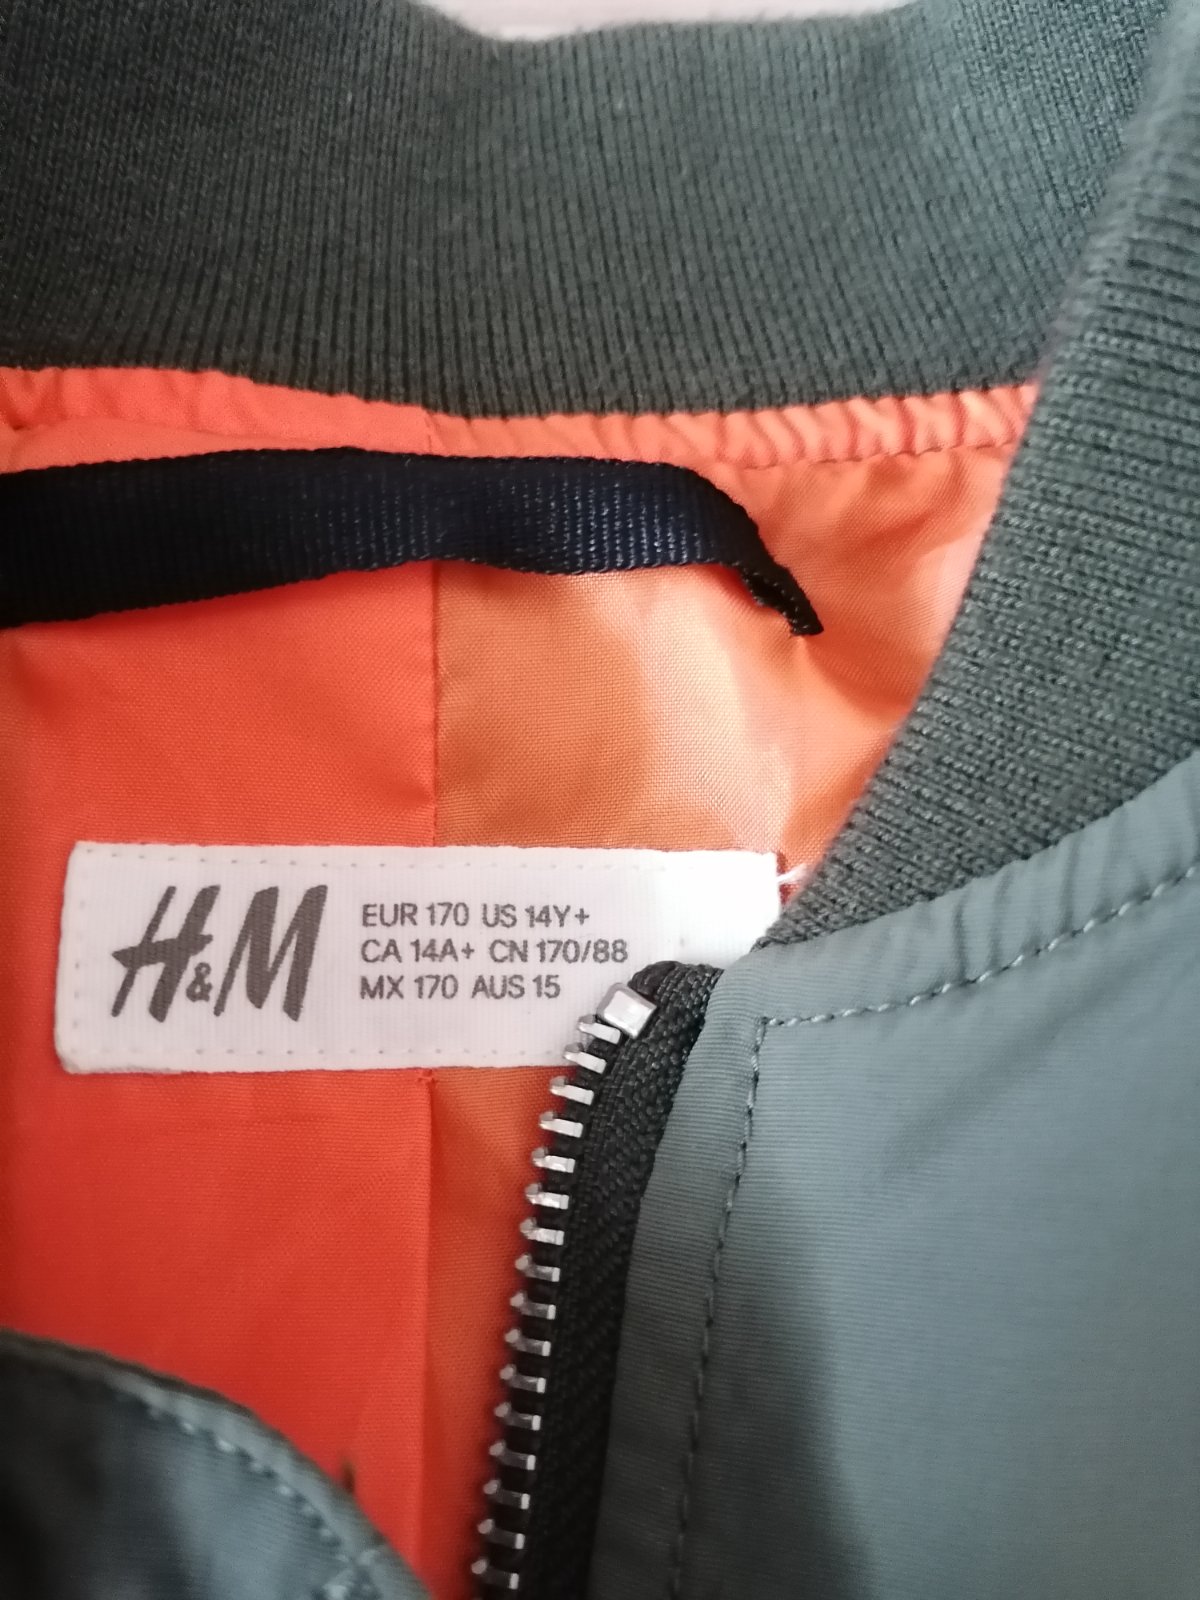 H&M
EUR 170 US 14Y+
CA 14A+ CN 170/88
MX 170 AUS 15